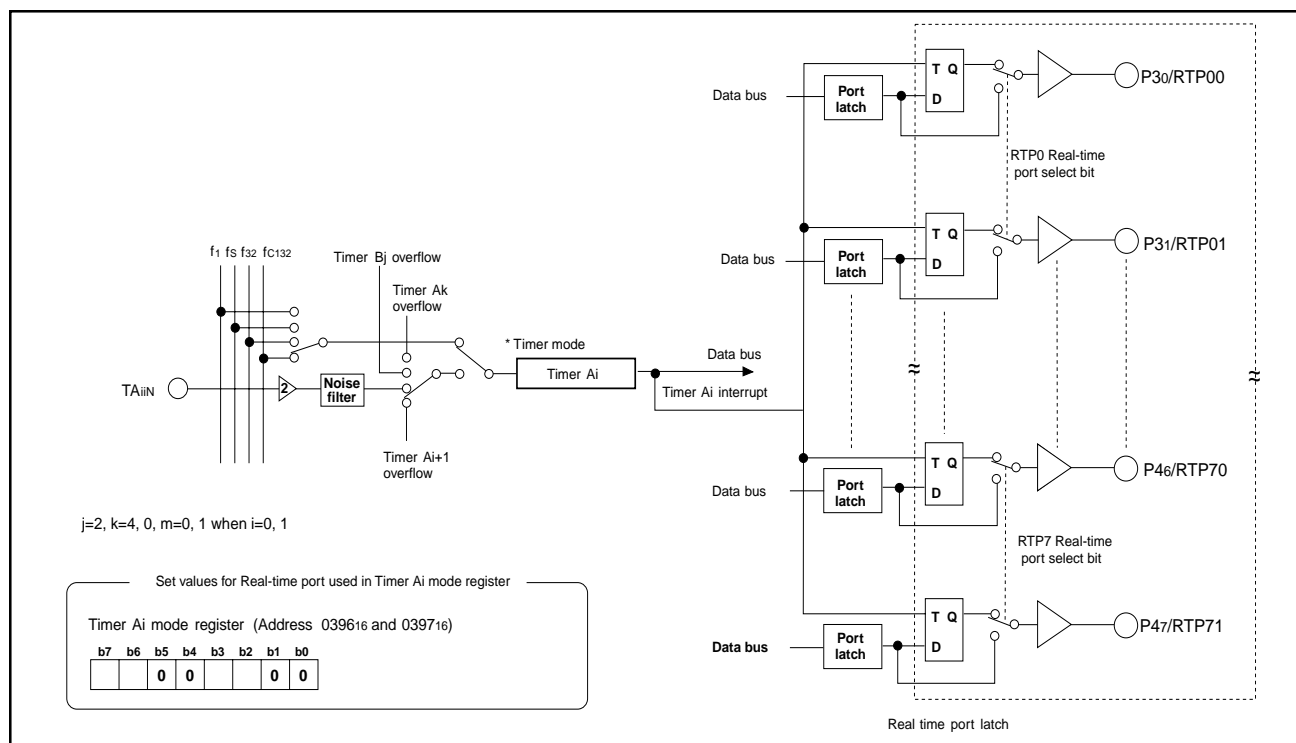 T Q
D
P30/RTP00
Data bus
Port
latch
RTP0 Real-time
port select bit
T Q
D
P31/RTP01
Data bus
Port
latch
f1 fS f32 fC132
Timer Bj overflow
Timer Ak
overflow
* Timer mode
Timer Ai
Data bus
Timer Ai interrupt
TAiiN
2
Noise
filter
Timer Ai+1
overflow
T Q
D
P46/RTP70
Data bus
Port
latch
RTP7 Real-time
port select bit
j=2, k=4, 0, m=0, 1 when i=0, 1
T Q
D
P47/RTP71
Data bus
Port
latch
Real time port latch
Set values for Real-time port used in Timer Ai mode register
Timer Ai mode register (Address 039616 and 039716)
b7 b6 b5 b4 b3 b2 b1 b0
0 0 0 0